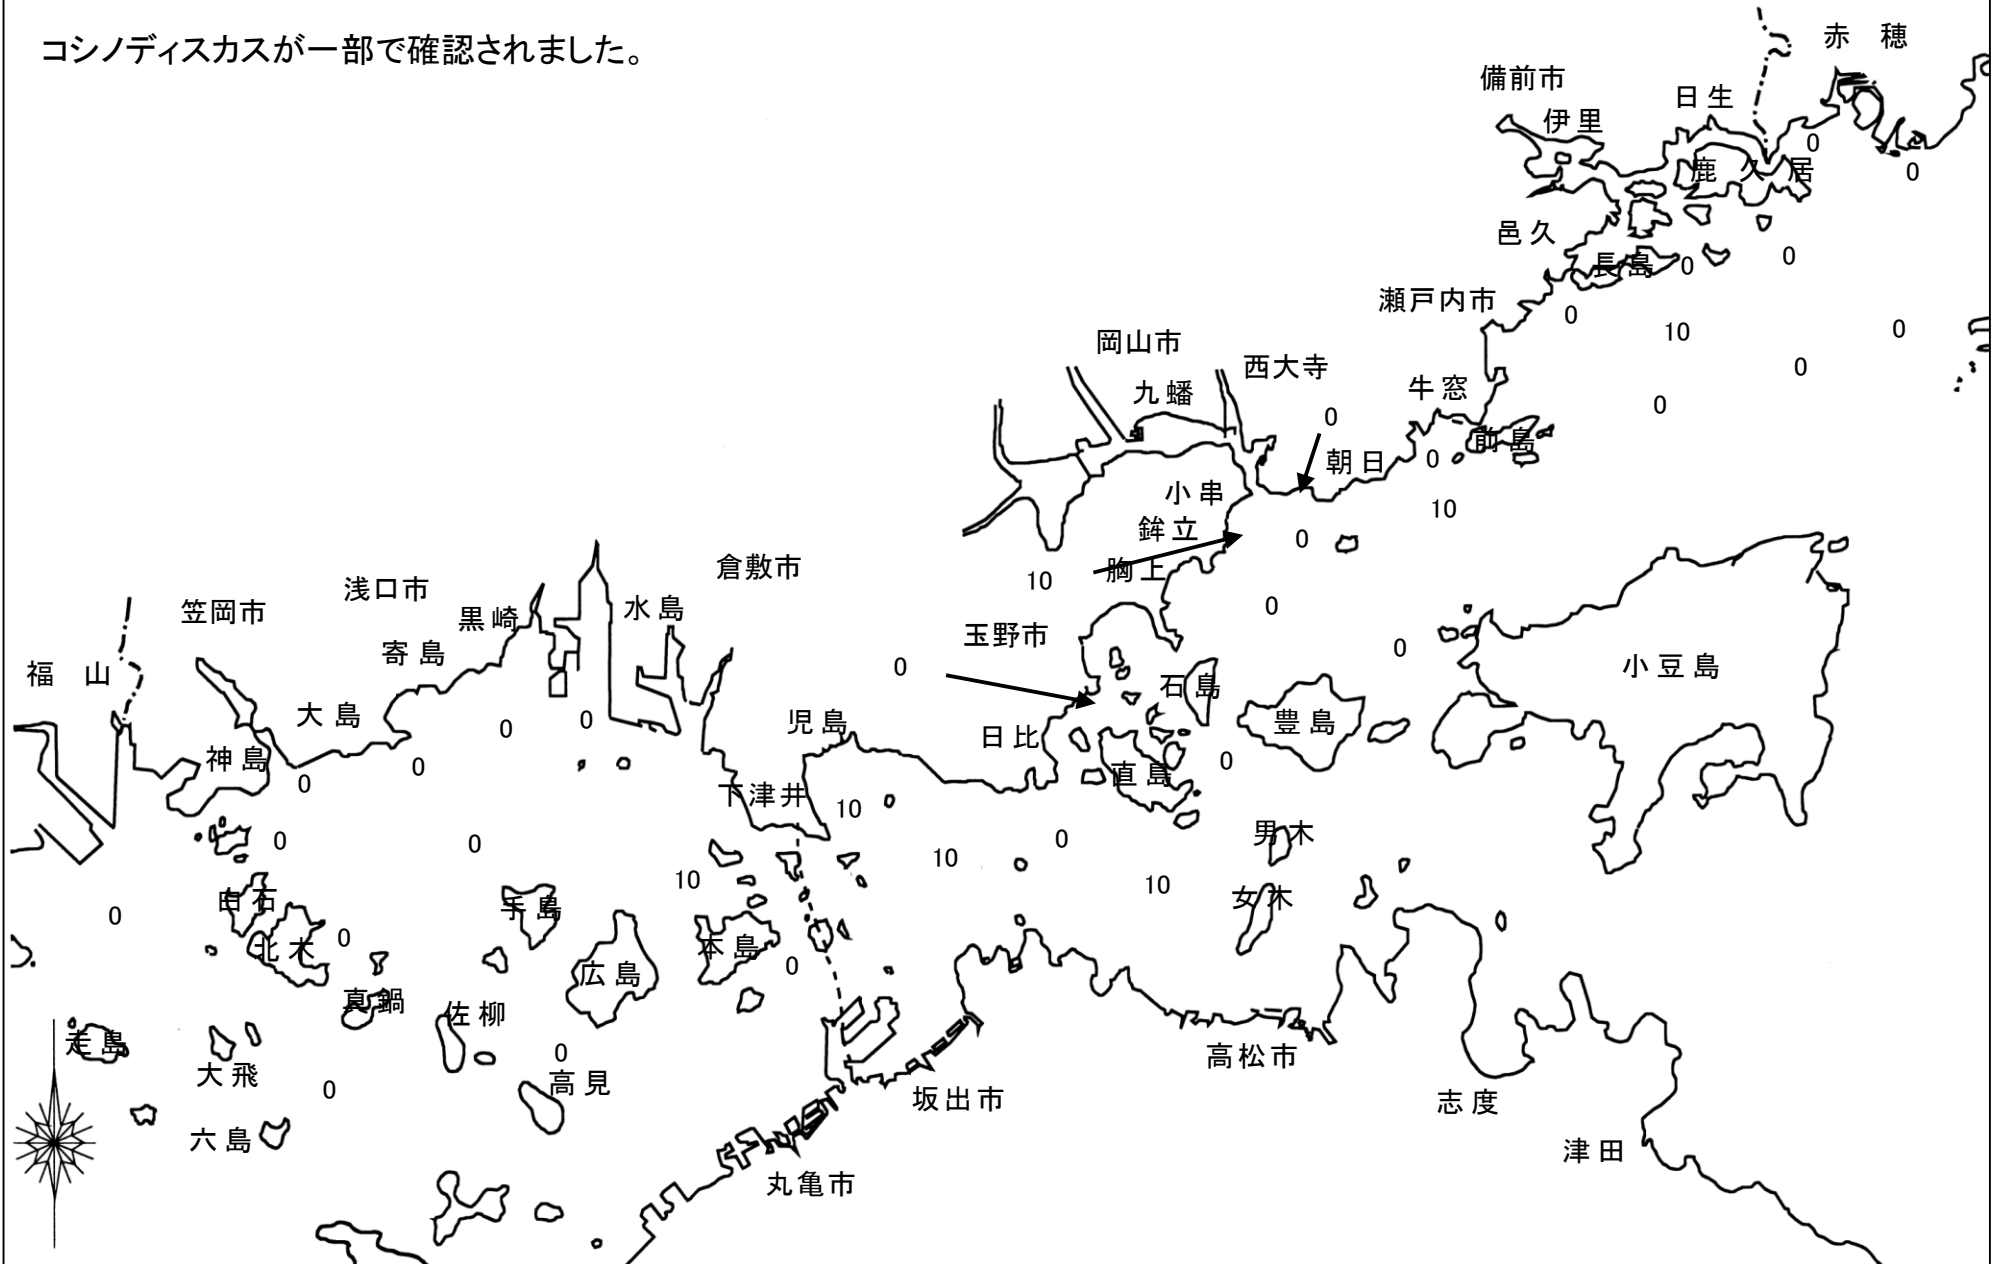 コシノディスカスが一部で確認されました。
赤 穂
備前市
日生
伊里
0
0
鹿久居
邑久
0
長島
0
瀬戸内市
0
10
0
岡山市
西大寺
0
九蟠
牛窓
0
0
前島
0
朝日
小串
10
鉾立
0
倉敷市
胸上
10
浅口市
笠岡市
黒崎
水島
0
玉野市
寄島
0
福 山
0
小豆島
石島
大島
0
0
児島
豊島
日比
神島
0
0
直島
0
下津井
10
0
0
0
男木
10
10
10
白石
手島
女木
0
0
北木
本島
0
広島
真鍋
佐柳
走島
0
高松市
大飛
0
高見
坂出市
志度
六島
津田
丸亀市